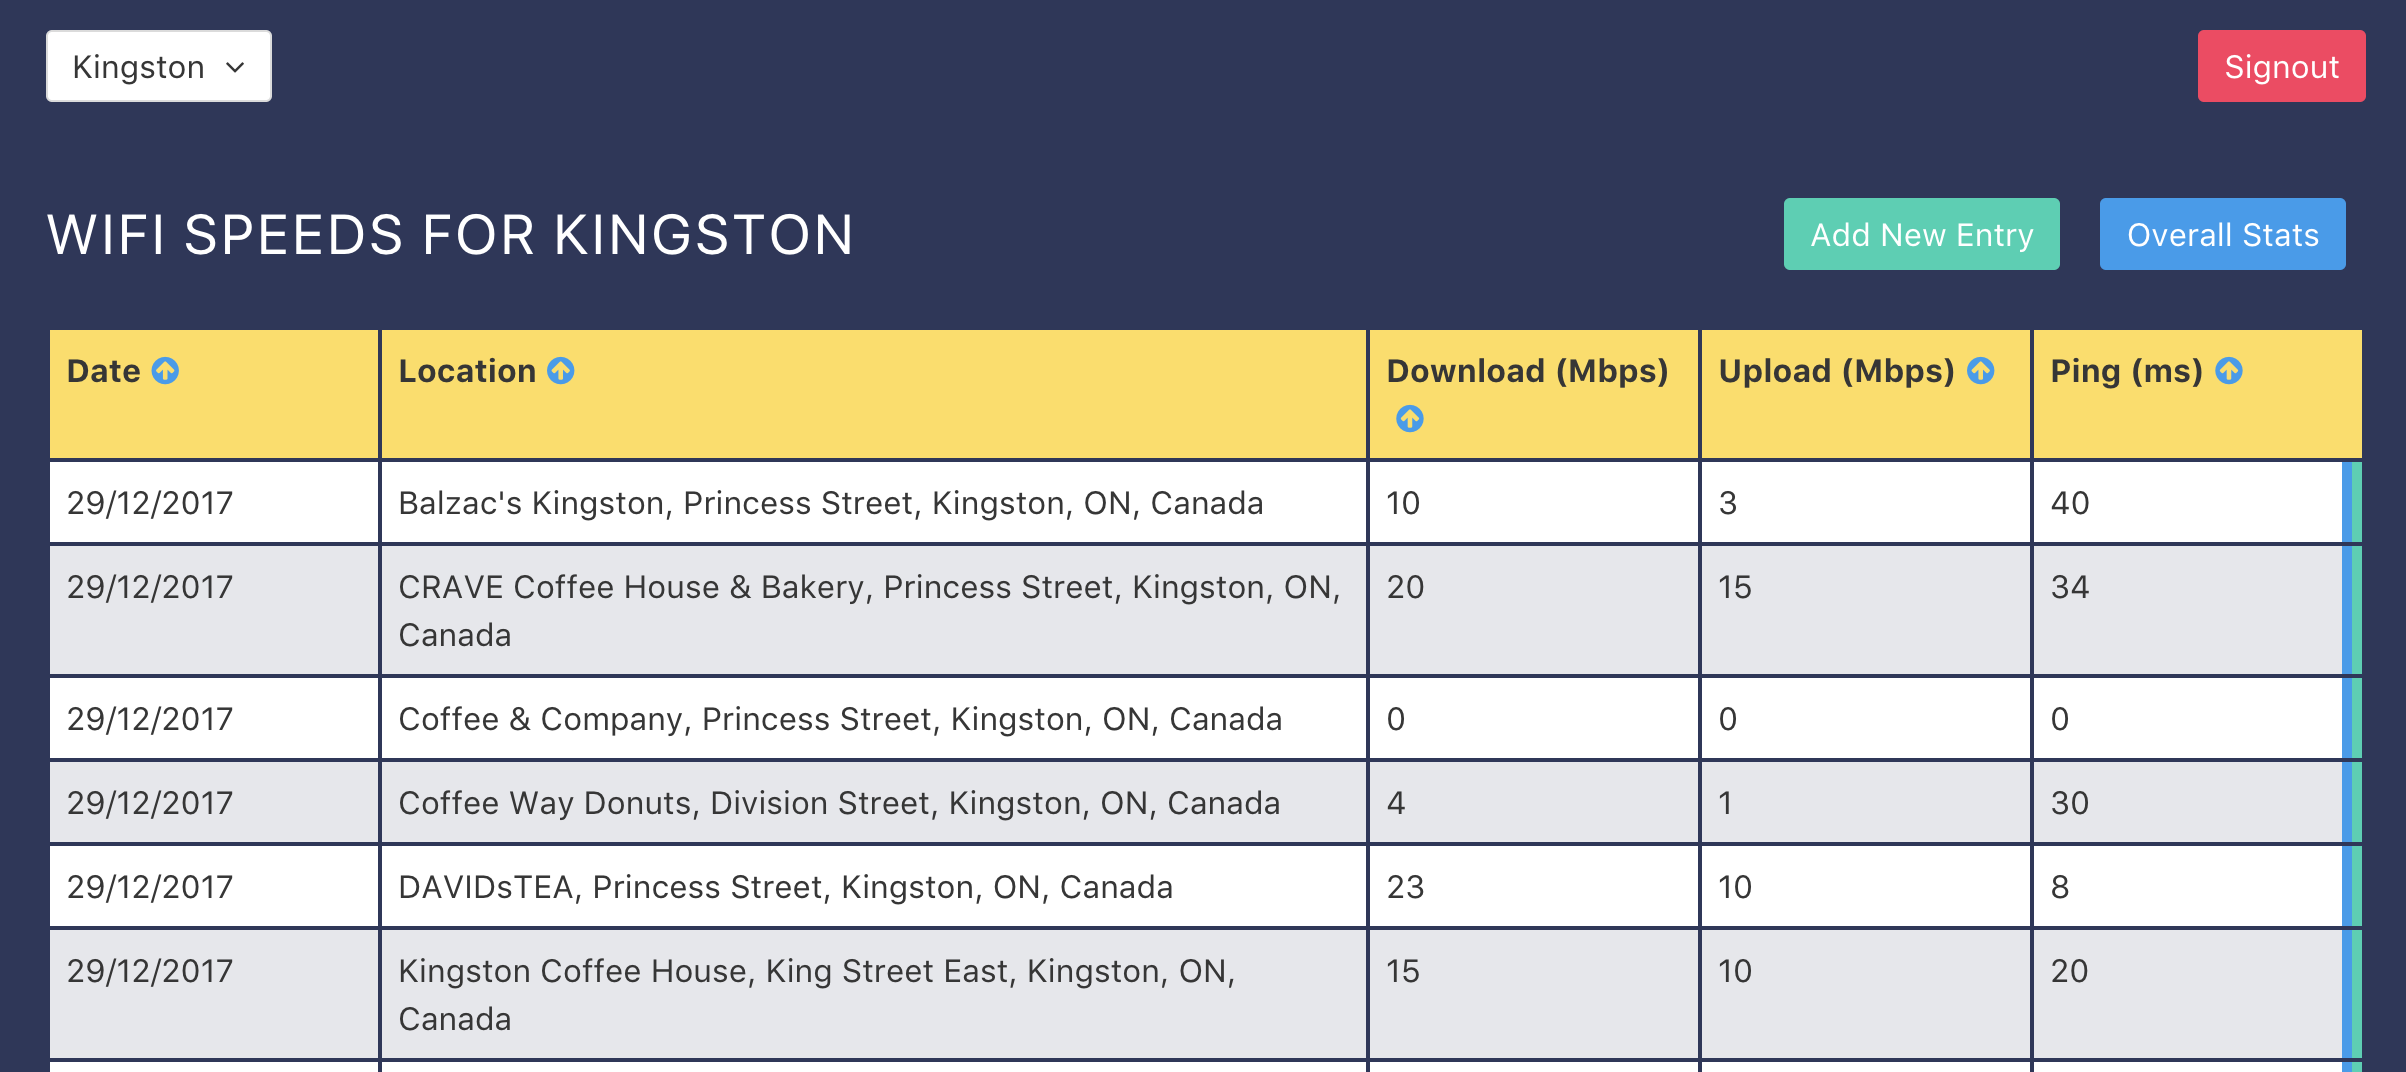 Kingston
Signout
WIFI SPEEDS FOR KINGSTON
Add New Entry
Overall Stats
Date Location Download (Mbps) Upload (Mbps) Ping (ms)
29/12/2017 Balzac's Kingston, Princess Street, Kingston, ON, Canada 10 3 40
29/12/2017 CRAVE Coffee House & Bakery, Princess Street, Kingston, ON, 20 15 34
Canada
29/12/2017 Coffee & Company, Princess Street, Kingston, ON, Canada 0 0 0
29/12/2017 Coffee Way Donuts, Division Street, Kingston, ON, Canada 4 1 30
29/12/2017 DAVIDsTEA, Princess Street, Kingston, ON, Canada 23 10 8
29/12/2017 Kingston Coffee House, King Street East, Kingston, ON, 15 10 20
Canada